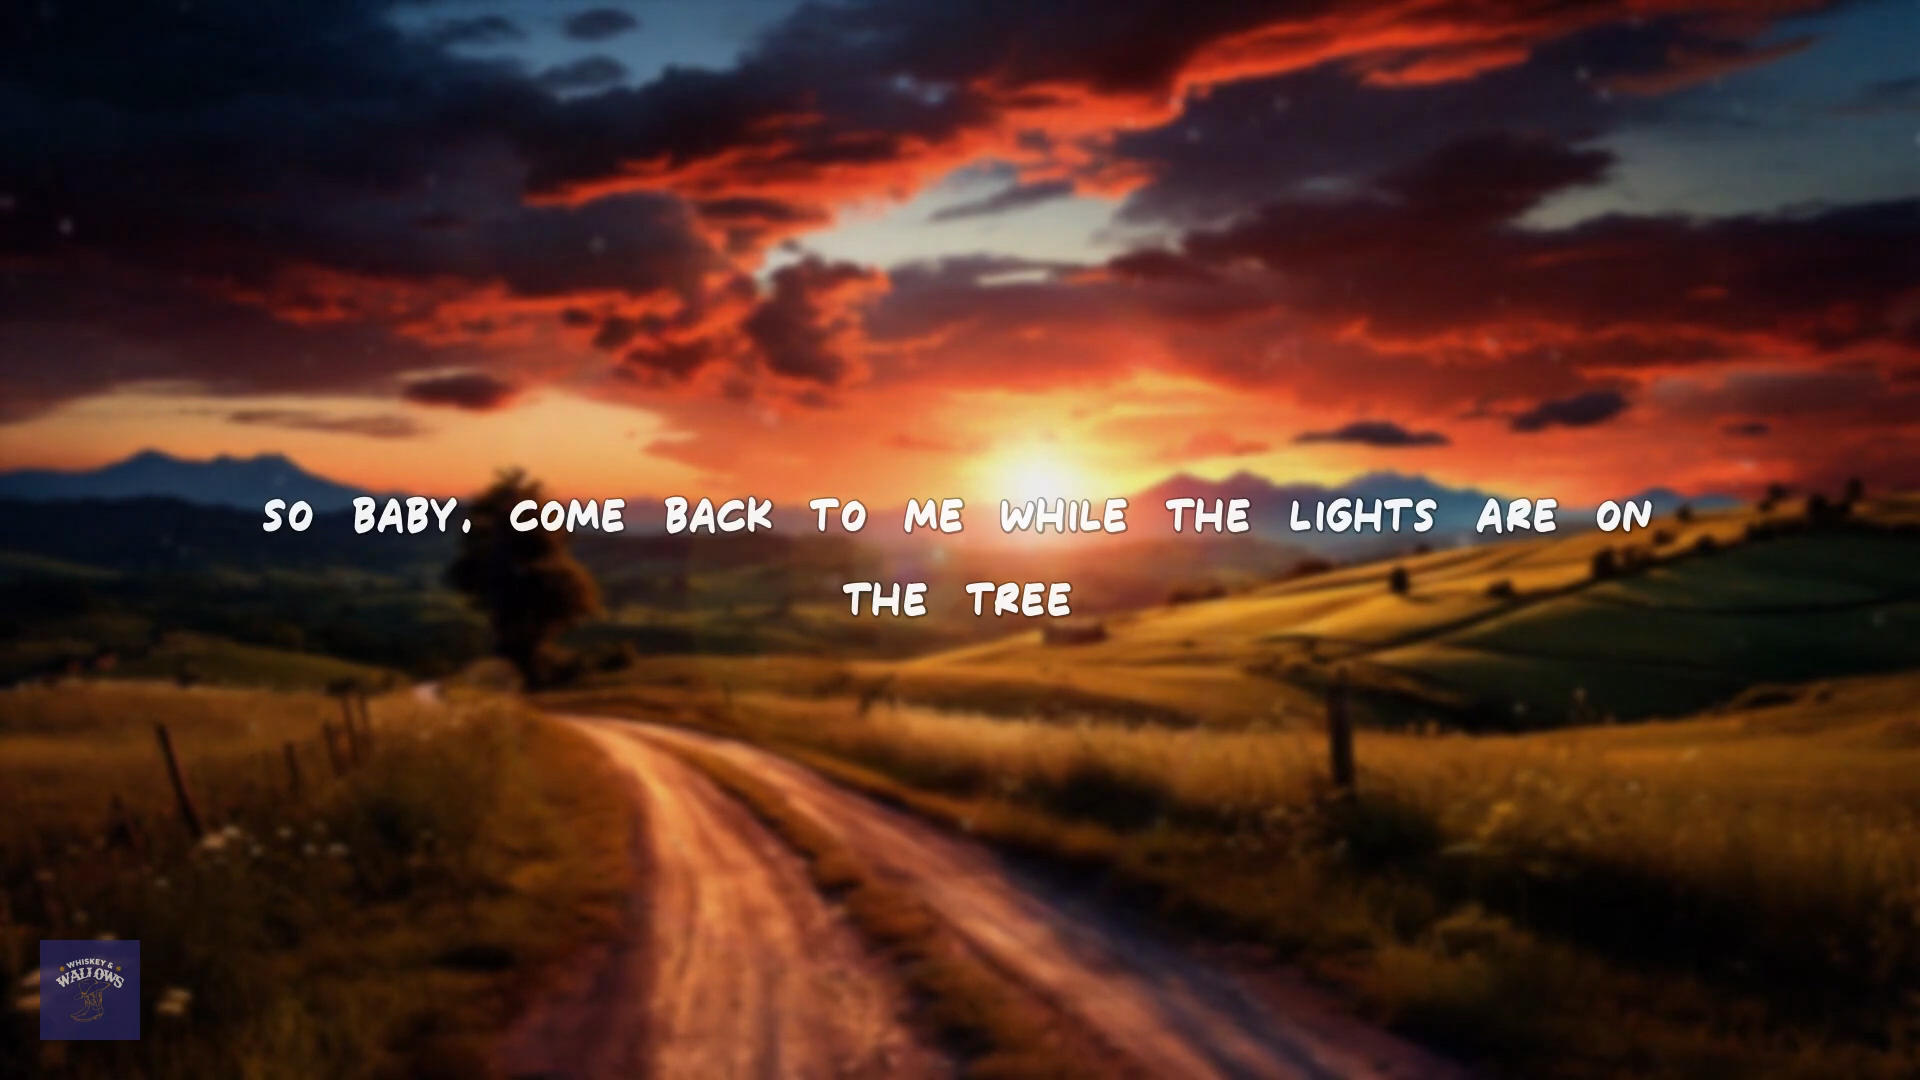 SO BABY, COME BACK TO ME WHILE THE LIGHTS ARE ON
THE TREE
WHISKEY &
WALLOWS